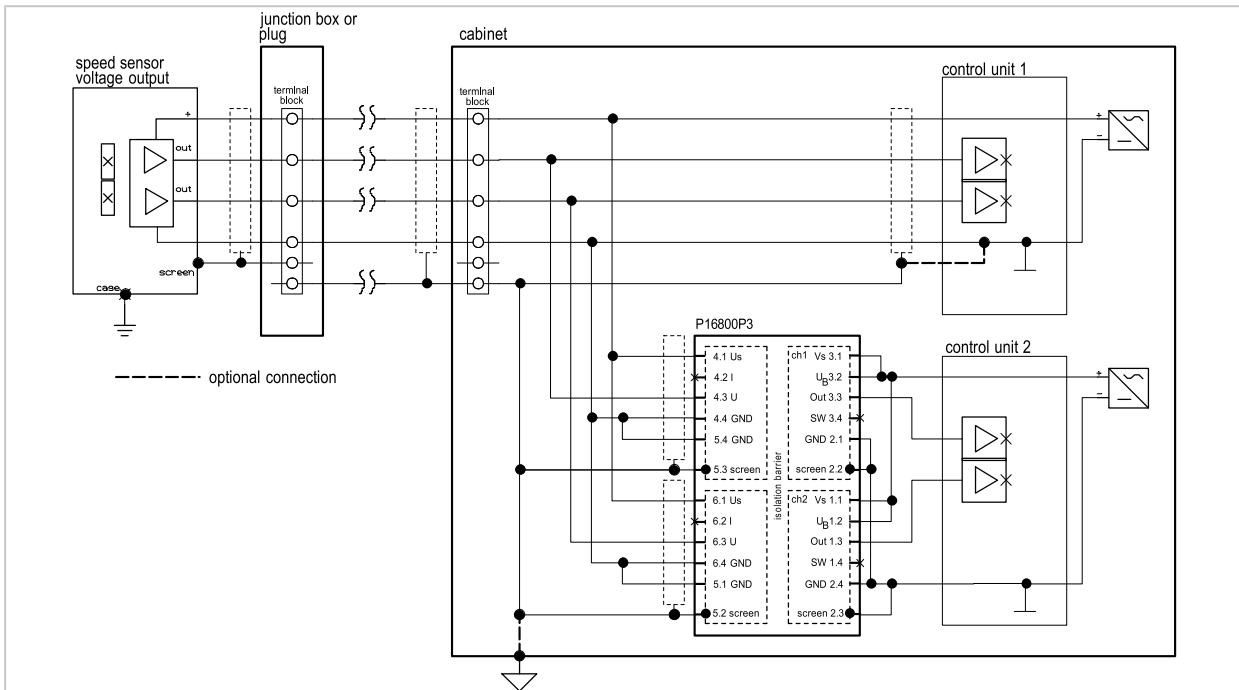 junction box or
plug
cabinet
speed sensor
voltage output
control unit 1
termInal
block
termInal
block
+
out
out
screen
case
+
−
P16800P3
optional connection
isolation barrier
4.1 Us
4.2 I
4.3 U
4.4 GND
5.4 GND
5.3 screen
6.1 Us
6.2 I
6.3 U
6.4 GND
5.1 GND
5.2 screen
ch1 Vs 3.1
UB3.2
Out 3.3
SW 3.4
GND 2.1
screen 2.2
ch2 Vs 1.1
UB1.2
Out 1.3
SW 1.4
GND 2.4
screen 2.3
control unit 2
+
−